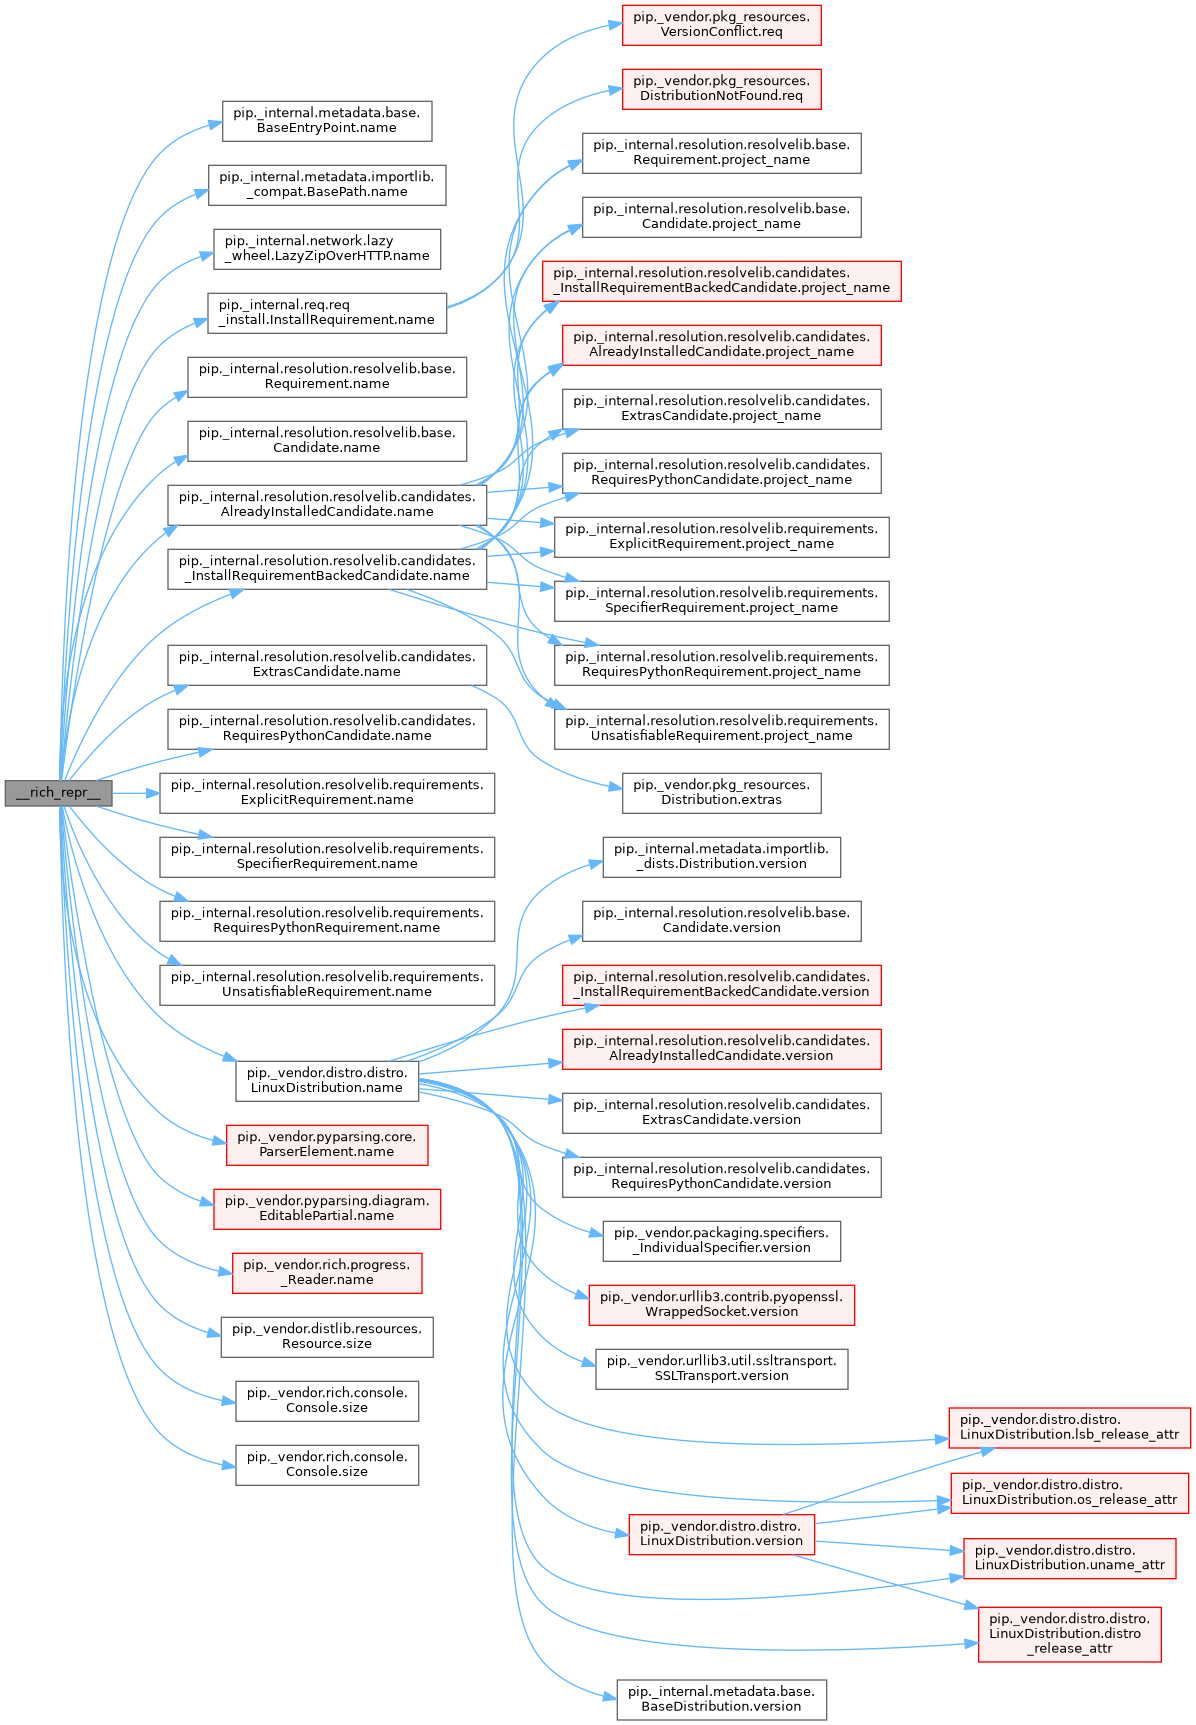 __rich_repr__
pip._internal.metadata.base.
BaseEntryPoint.name
pip._internal.metadata.importlib.
_compat.BasePath.name
pip._internal.network.lazy
_wheel.LazyZipOverHTTP.name
pip._internal.req.req
_install.InstallRequirement.name
pip._internal.resolution.resolvelib.base.
Requirement.name
pip._internal.resolution.resolvelib.base.
Candidate.name
pip._internal.resolution.resolvelib.candidates.
AlreadyInstalledCandidate.name
pip._internal.resolution.resolvelib.candidates.
_InstallRequirementBackedCandidate.name
pip._internal.resolution.resolvelib.candidates.
ExtrasCandidate.name
pip._internal.resolution.resolvelib.candidates.
RequiresPythonCandidate.name
pip._internal.resolution.resolvelib.requirements.
ExplicitRequirement.name
pip._internal.resolution.resolvelib.requirements.
SpecifierRequirement.name
pip._internal.resolution.resolvelib.requirements.
RequiresPythonRequirement.name
pip._internal.resolution.resolvelib.requirements.
UnsatisfiableRequirement.name
pip._vendor.distro.distro.
LinuxDistribution.name
pip._vendor.pyparsing.core.
ParserElement.name
pip._vendor.pyparsing.diagram.
EditablePartial.name
pip._vendor.rich.progress.
_Reader.name
pip._vendor.distlib.resources.
Resource.size
pip._vendor.rich.console.
Console.size
pip._vendor.rich.console.
Console.size
pip._vendor.pkg_resources.
VersionConflict.req
pip._vendor.pkg_resources.
DistributionNotFound.req
pip._internal.resolution.resolvelib.base.
Requirement.project_name
pip._internal.resolution.resolvelib.base.
Candidate.project_name
pip._internal.resolution.resolvelib.candidates.
_InstallRequirementBackedCandidate.project_name
pip._internal.resolution.resolvelib.candidates.
AlreadyInstalledCandidate.project_name
pip._internal.resolution.resolvelib.candidates.
ExtrasCandidate.project_name
pip._internal.resolution.resolvelib.candidates.
RequiresPythonCandidate.project_name
pip._internal.resolution.resolvelib.requirements.
ExplicitRequirement.project_name
pip._internal.resolution.resolvelib.requirements.
SpecifierRequirement.project_name
pip._internal.resolution.resolvelib.requirements.
RequiresPythonRequirement.project_name
pip._internal.resolution.resolvelib.requirements.
UnsatisfiableRequirement.project_name
pip._vendor.pkg_resources.
Distribution.extras
pip._internal.metadata.importlib.
_dists.Distribution.version
pip._internal.resolution.resolvelib.base.
Candidate.version
pip._internal.resolution.resolvelib.candidates.
_InstallRequirementBackedCandidate.version
pip._internal.resolution.resolvelib.candidates.
AlreadyInstalledCandidate.version
pip._internal.resolution.resolvelib.candidates.
ExtrasCandidate.version
pip._internal.resolution.resolvelib.candidates.
RequiresPythonCandidate.version
pip._vendor.packaging.specifiers.
_IndividualSpecifier.version
pip._vendor.urllib3.contrib.pyopenssl.
WrappedSocket.version
pip._vendor.urllib3.util.ssltransport.
SSLTransport.version
pip._vendor.distro.distro.
LinuxDistribution.version
pip._internal.metadata.base.
BaseDistribution.version
pip._vendor.distro.distro.
LinuxDistribution.lsb_release_attr
pip._vendor.distro.distro.
LinuxDistribution.os_release_attr
pip._vendor.distro.distro.
LinuxDistribution.uname_attr
pip._vendor.distro.distro.
LinuxDistribution.distro
_release_attr